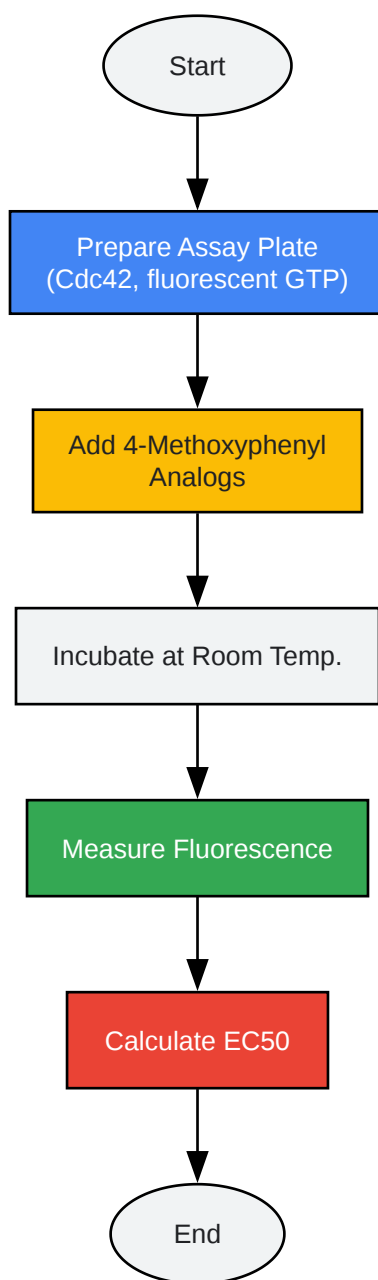 Start
Prepare Assay Plate
(Cdc42, fluorescent GTP)
Add 4-Methoxyphenyl
Analogs
Incubate at Room Temp.
Measure Fluorescence
Calculate EC50
End